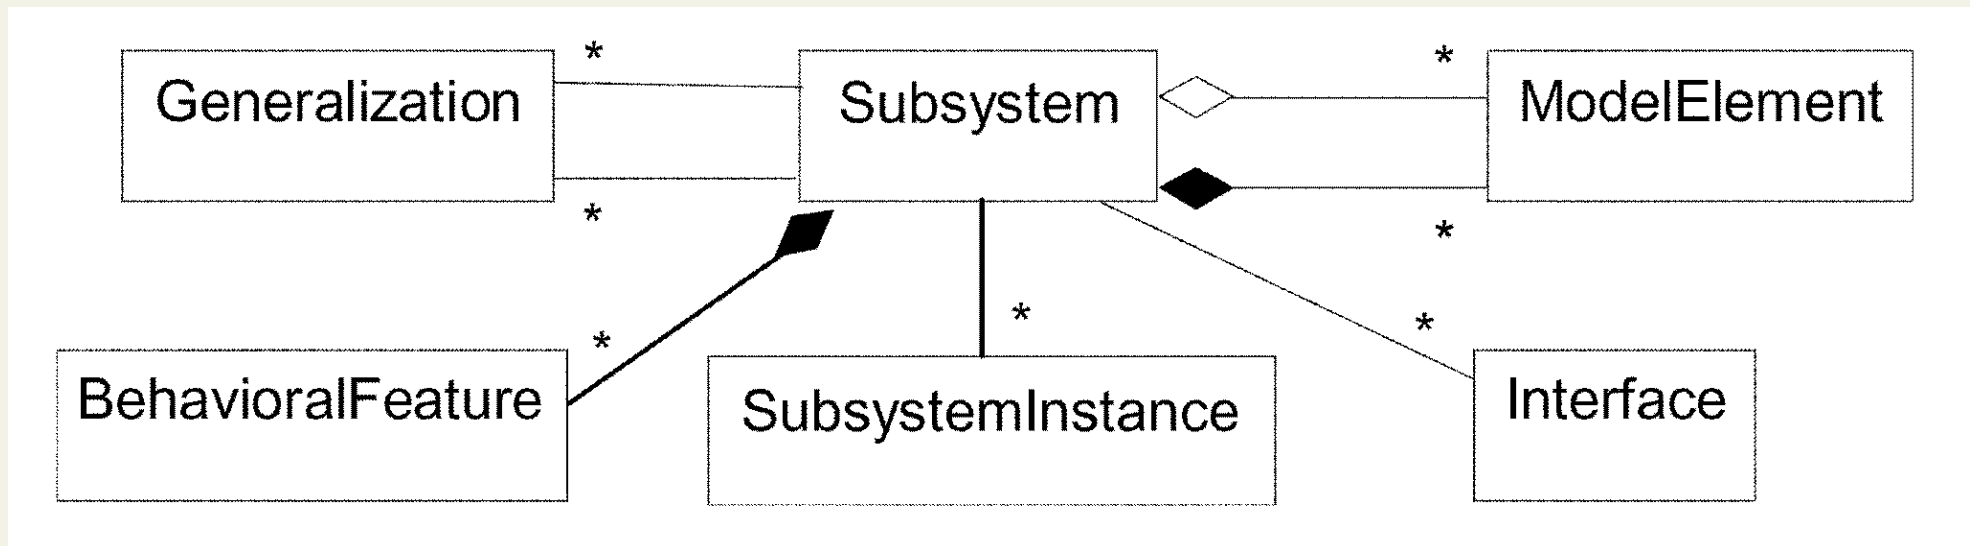 * *
Generalization Subsystem ModelElement
* *
* * *
BehavioralFeature SubsystemInstance Interface